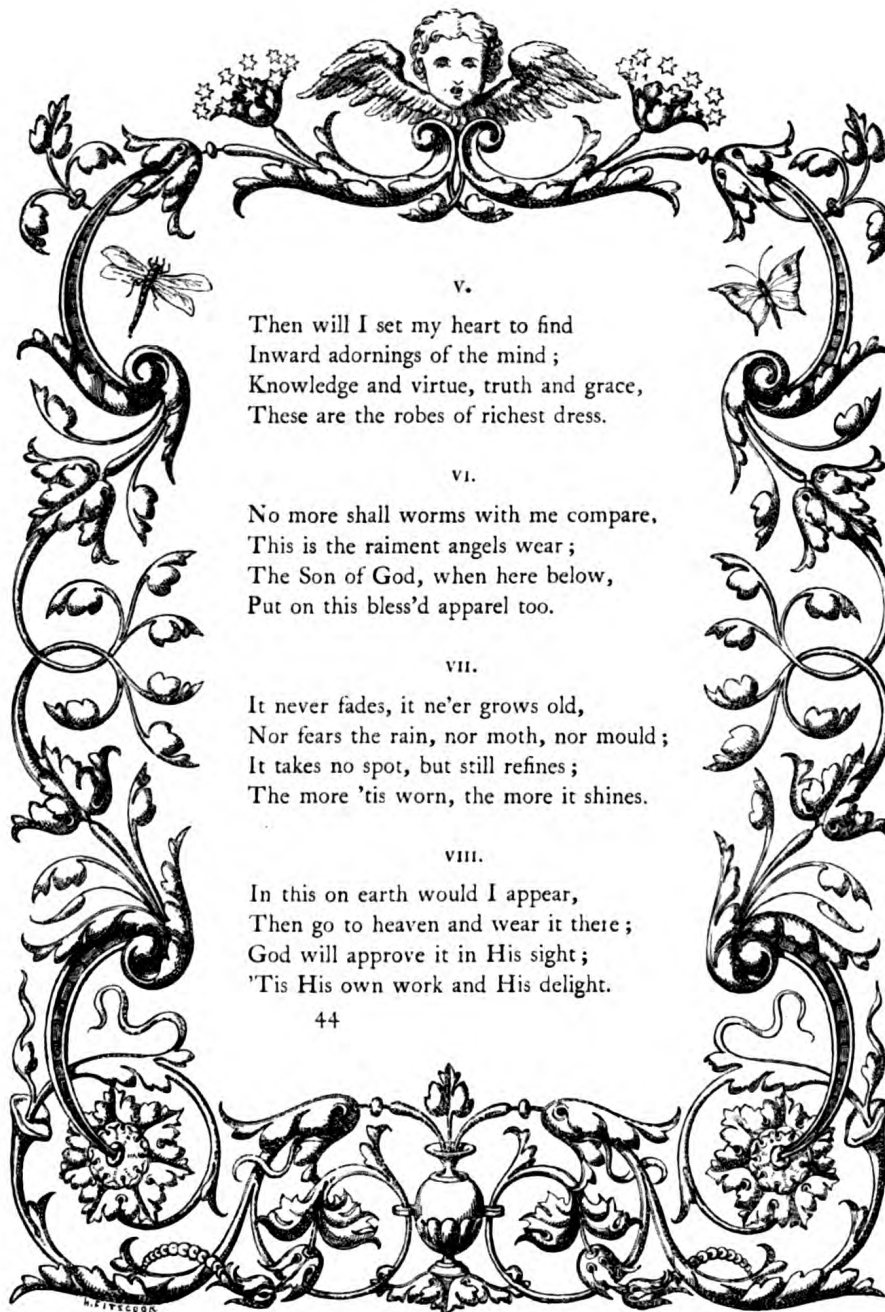 V.
Then will I set my heart to find
Inward adornings of the mind ;
Knowledge and virtue, truth and grace,
These are the robes of richest dress.
VI.
No more shall worms with me compare,
This is the raiment angels wear ;
The Son of God, when here below,
Put on this bless'd apparel too.
VII.
It never fades, it ne'er grows old,
Nor fears the rain, nor moth, nor mould ;
It takes no spot, but still refines ;
The more 'tis worn, the more it shines.
VIII.
In this on earth would I appear,
Then go to heaven and wear it there ;
God will approve it in His sight ;
'Tis His own work and His delight.
44
H. FITZCOOK